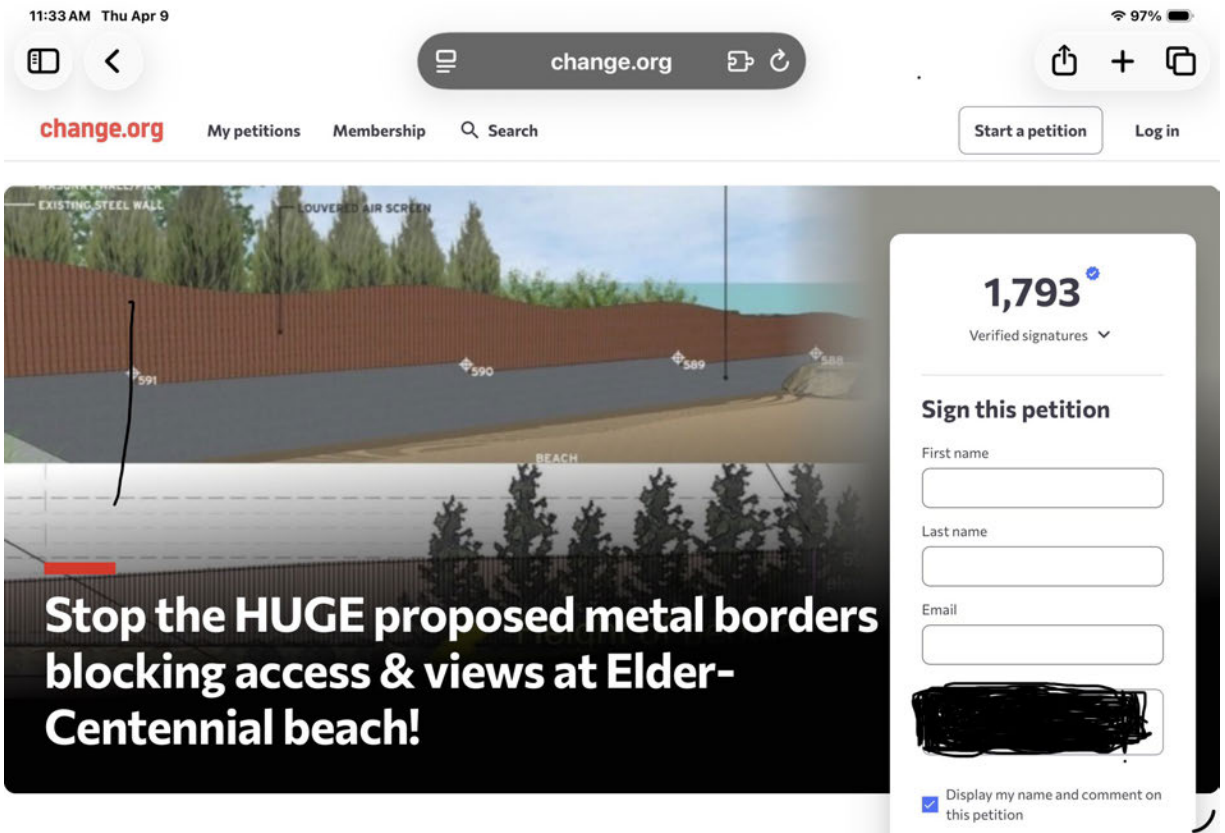 11:33 AM Thu Apr 9
97%
change.org
change.org My petitions Membership Search Start a petition Log in
EXISTING STEEL WALL
LOUVERED AIR SCREEN
591
590
589
588
BEACH
Stop the HUGE proposed metal borders
blocking access & views at Elder-
Centennial beach!
1,793
Verified signatures
Sign this petition
First name
Last name
Email
Display my name and comment on
this petition